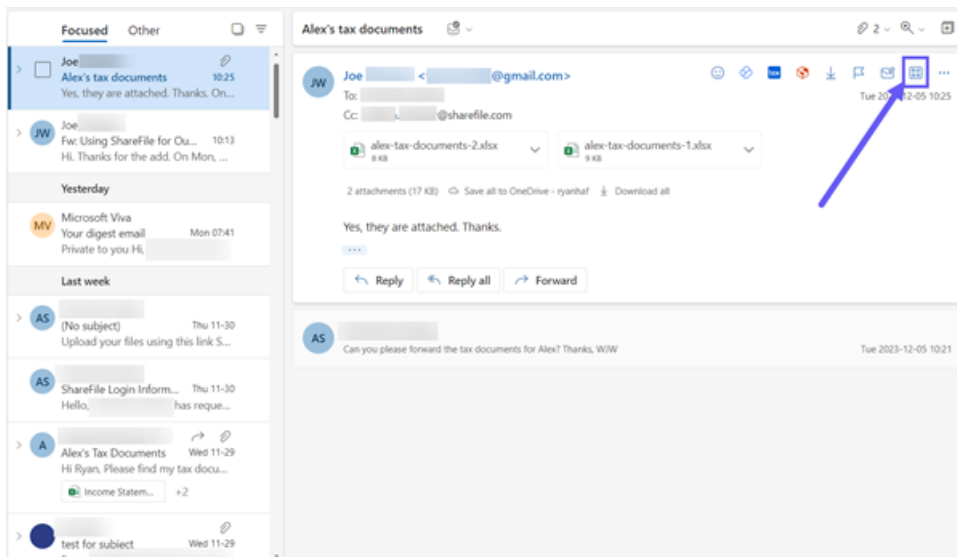 Focused Other
Joe
Alex's tax documents 10:25
Yes, they are attached. Thanks. On...
JW
Joe
Fw: Using ShareFile for Ou... 10:13
Hi. Thanks for the add. On Mon, ...
Yesterday
MV
Microsoft Viva
Your digest email Mon 07:41
Private to you Hi,
Last week
AS
(No subject) Thu 11-30
Upload your files using this link S...
AS
ShareFile Login Inform... Thu 11-30
Hello, has reque...
A
Alex's Tax Documents Wed 11-29
Hi Ryan, Please find my tax docu...
Income Statem... +2
test for subject Wed 11-29
Alex's tax documents 2
JW
Joe < @gmail.com>
To:
Tue 2023-12-05 10:25
Cc: @sharefile.com
alex-tax-documents-2.xlsx
8 KB
alex-tax-documents-1.xlsx
9 KB
2 attachments (17 KB) Save all to OneDrive - ryanhaf Download all
Yes, they are attached. Thanks.
...
Reply Reply all Forward
AS
Can you please forward the tax documents for Alex? Thanks, WJW Tue 2023-12-05 10:21